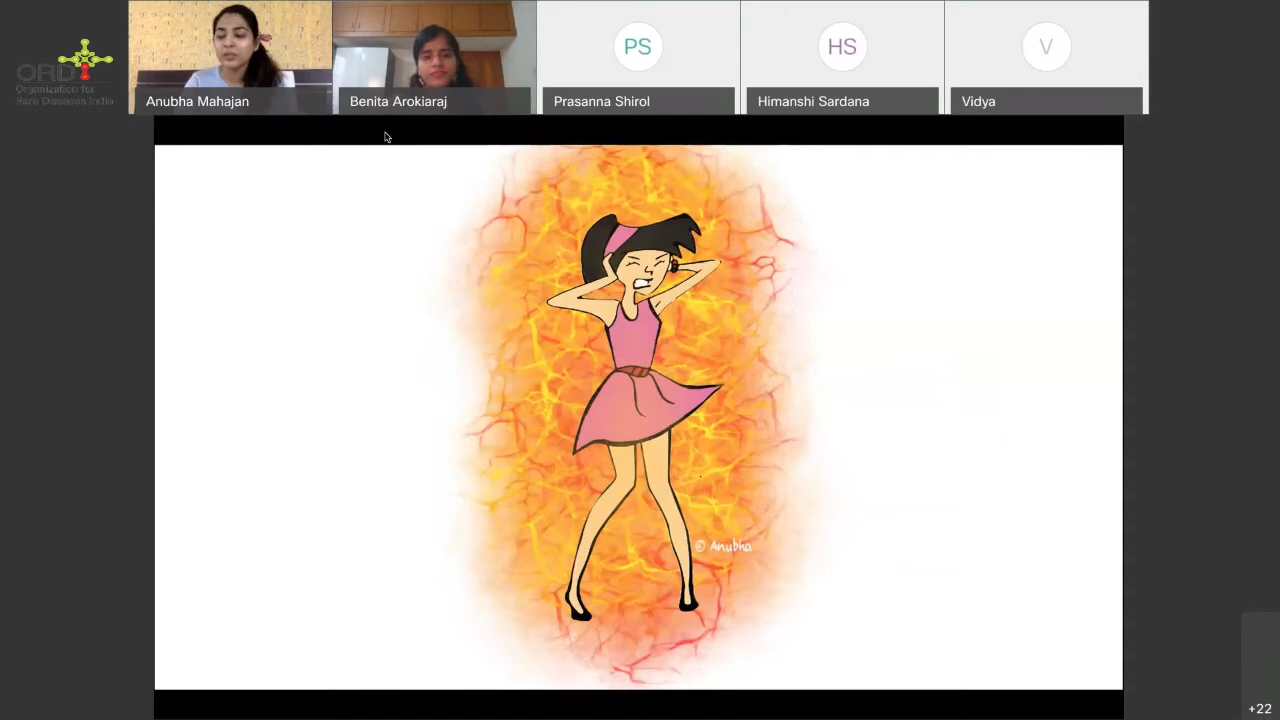 ORDI
Organization for
Rare Diseases India
Anubha Mahajan
Benita Arokiaraj
PS
Prasanna Shirol
HS
Himanshi Sardana
V
Vidya
© Anubha
+22